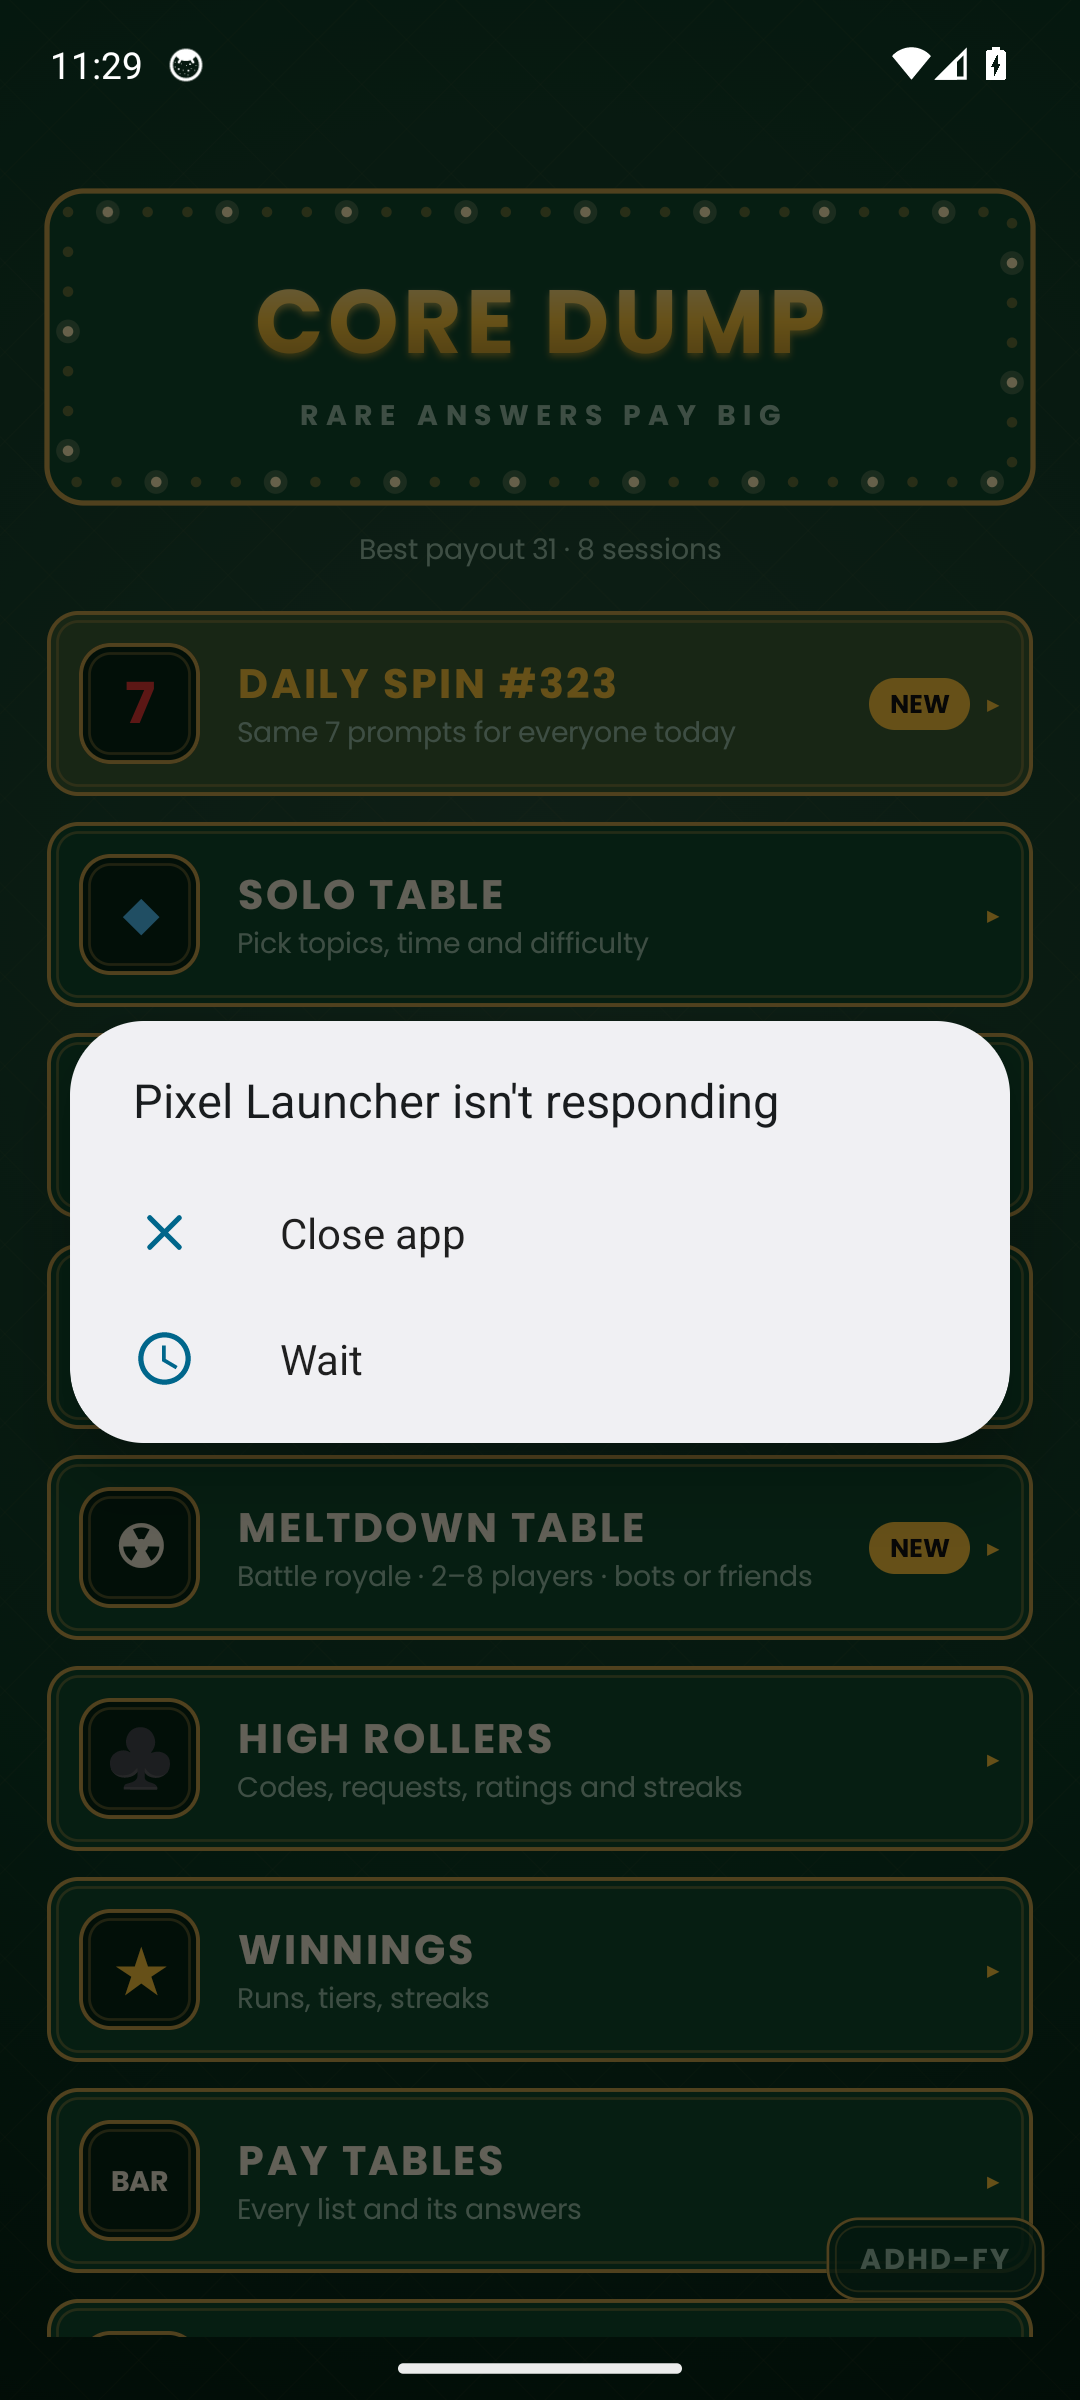 11:29
CORE DUMP
RARE ANSWERS PAY BIG
Best payout 31 · 8 sessions
7
DAILY SPIN #323
Same 7 prompts for everyone today
NEW
SOLO TABLE
Pick topics, time and difficulty
Pixel Launcher isn't responding
Close app
Wait
MELTDOWN TABLE
Battle royale · 2–8 players · bots or friends
NEW
HIGH ROLLERS
Codes, requests, ratings and streaks
WINNINGS
Runs, tiers, streaks
BAR
PAY TABLES
Every list and its answers
ADHD-FY